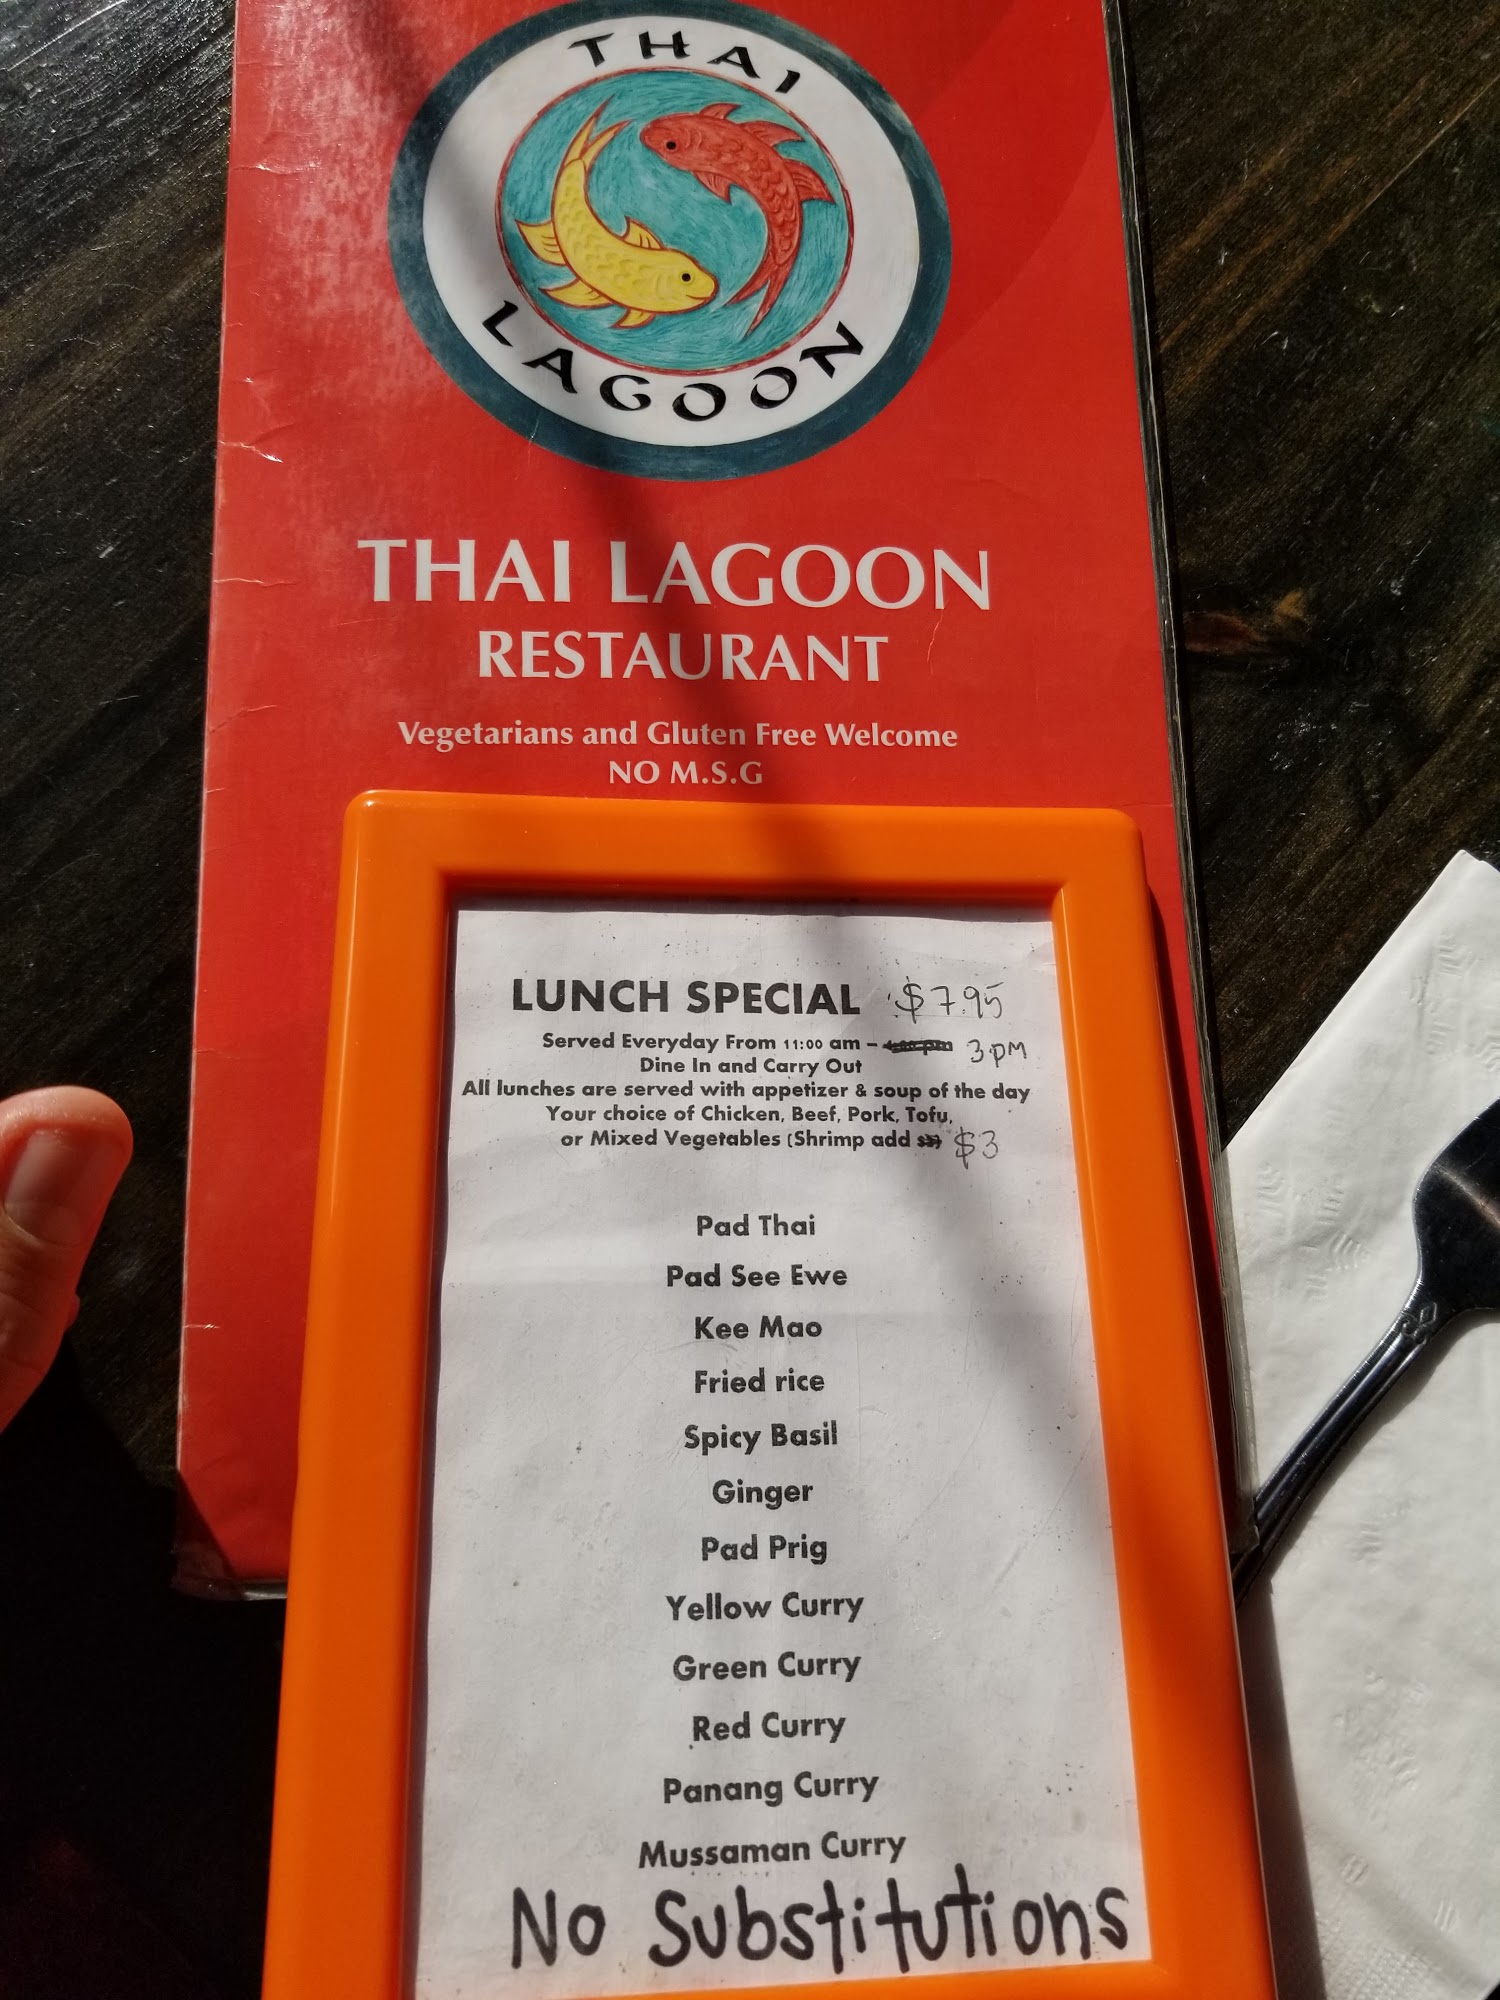 THAI
LAGOON
THAI LAGOON
RESTAURANT
Vegetarians and Gluten Free Welcome
NO M.S.G
LUNCH SPECIAL $7.95
Served Everyday From 11:00 am - 3PM
Dine In and Carry Out
All lunches are served with appetizer & soup of the day
Your choice of Chicken, Beef, Pork, Tofu,
or Mixed Vegetables (Shrimp add $3
Pad Thai
Pad See Ewe
Kee Mao
Fried rice
Spicy Basil
Ginger
Pad Prig
Yellow Curry
Green Curry
Red Curry
Panang Curry
Mussaman Curry
No Substitutions